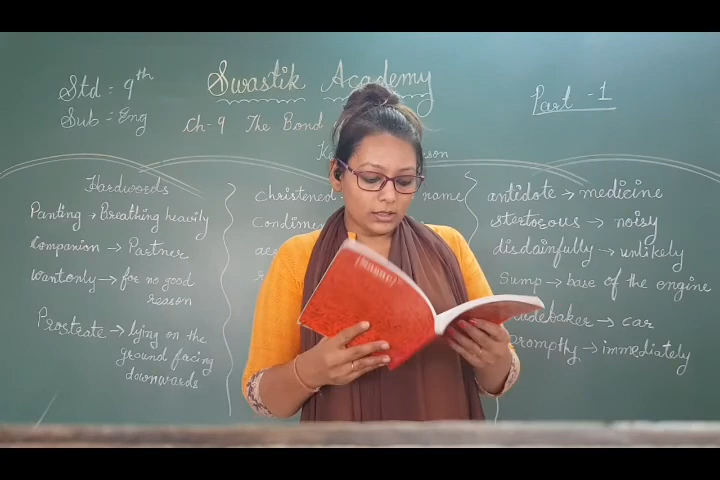 Std = 9th
Sub = Eng
Swastik Academy
Ch-9 The Bond
Part - 1
Hardwords
Panting → Breathing heavily
Companion → Partner
Wantonly → for no good
reason
Prostrate → lying on the
ground facing
downwards
christened
name
Condime
antidote → medicine
stertorous → noisy
disdainfully → unlikely
Sump → base of the engine
udebaker → car
promptly → immediately